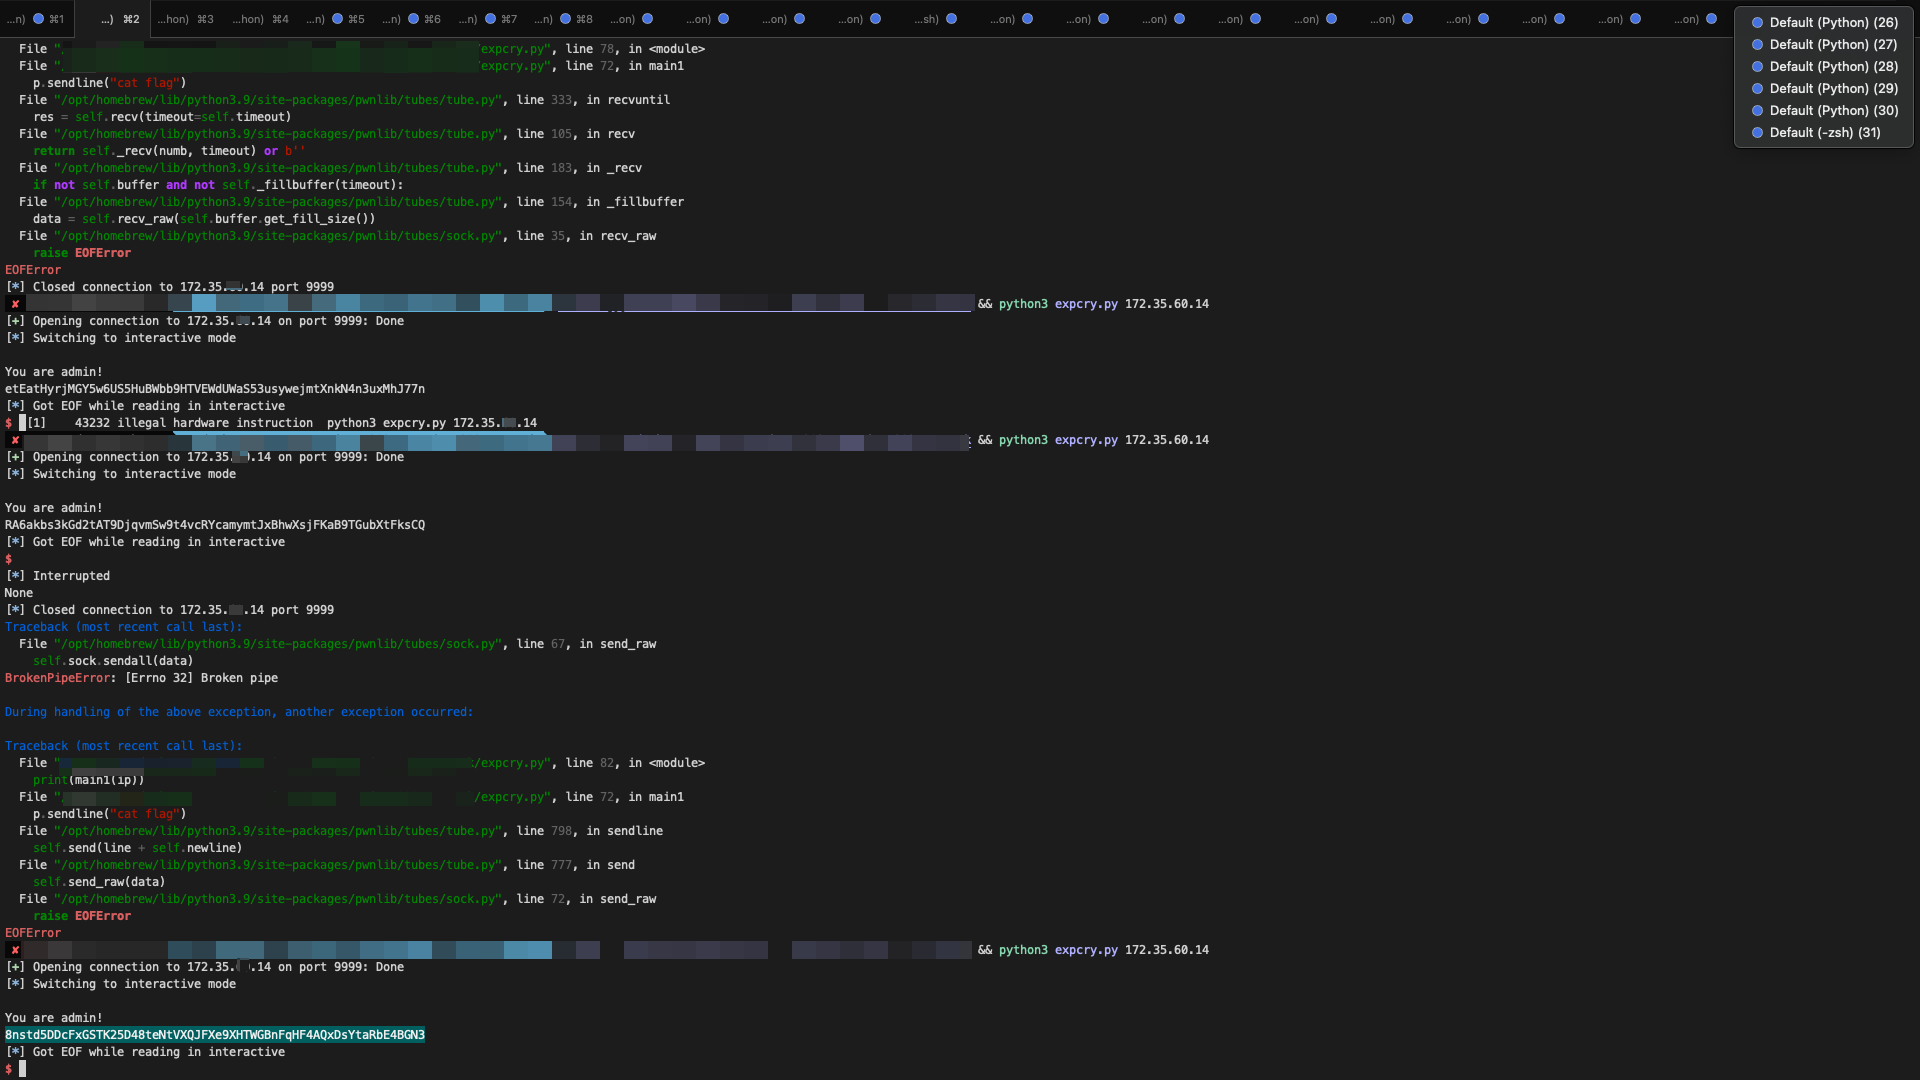 ...n) ⌘1 ...) ⌘2 ...hon) ⌘3 ...hon) ⌘4 ...n) ⌘5 ...n) ⌘6 ...n) ⌘7 ...n) ⌘8 ...on) ...on) ...on) ...on) ...sh) ...on) ...on) ...on) ...on) ...on) ...on) ...on) ...on) ...on) ...on)
Default (Python) (26)
Default (Python) (27)
Default (Python) (28)
Default (Python) (29)
Default (Python) (30)
Default (-zsh) (31)
File "/expcry.py", line 78, in <module>
File "/expcry.py", line 72, in main1
p.sendline("cat flag")
File "/opt/homebrew/lib/python3.9/site-packages/pwnlib/tubes/tube.py", line 333, in recvuntil
res = self.recv(timeout=self.timeout)
File "/opt/homebrew/lib/python3.9/site-packages/pwnlib/tubes/tube.py", line 105, in recv
return self._recv(numb, timeout) or b''
File "/opt/homebrew/lib/python3.9/site-packages/pwnlib/tubes/tube.py", line 183, in _recv
if not self.buffer and not self._fillbuffer(timeout):
File "/opt/homebrew/lib/python3.9/site-packages/pwnlib/tubes/tube.py", line 154, in _fillbuffer
data = self.recv_raw(self.buffer.get_fill_size())
File "/opt/homebrew/lib/python3.9/site-packages/pwnlib/tubes/sock.py", line 35, in recv_raw
raise EOFError
EOFError
[*] Closed connection to 172.35. .14 port 9999
✘ && python3 expcry.py 172.35.60.14
[+] Opening connection to 172.35. .14 on port 9999: Done
[*] Switching to interactive mode
You are admin!
etEatHyrjMGY5w6US5HuBWbb9HTVEWdUWaS53usywejmtXnkN4n3uxMhJ77n
[*] Got EOF while reading in interactive
$ [1] 43232 illegal hardware instruction python3 expcry.py 172.35. .14
✘ && python3 expcry.py 172.35.60.14
[+] Opening connection to 172.35. .14 on port 9999: Done
[*] Switching to interactive mode
You are admin!
RA6akbs3kGd2tAT9DjqvmSw9t4vcRYcamymtJxBhwXsjFKaB9TGubXtFksCQ
[*] Got EOF while reading in interactive
$
[*] Interrupted
None
[*] Closed connection to 172.35. .14 port 9999
Traceback (most recent call last):
File "/opt/homebrew/lib/python3.9/site-packages/pwnlib/tubes/sock.py", line 67, in send_raw
self.sock.sendall(data)
BrokenPipeError: [Errno 32] Broken pipe
During handling of the above exception, another exception occurred:
Traceback (most recent call last):
File "/expcry.py", line 82, in <module>
print(main1(ip))
File "/expcry.py", line 72, in main1
p.sendline("cat flag")
File "/opt/homebrew/lib/python3.9/site-packages/pwnlib/tubes/tube.py", line 798, in sendline
self.send(line + self.newline)
File "/opt/homebrew/lib/python3.9/site-packages/pwnlib/tubes/tube.py", line 777, in send
self.send_raw(data)
File "/opt/homebrew/lib/python3.9/site-packages/pwnlib/tubes/sock.py", line 72, in send_raw
raise EOFError
EOFError
✘ && python3 expcry.py 172.35.60.14
[+] Opening connection to 172.35. .14 on port 9999: Done
[*] Switching to interactive mode
You are admin!
8nstd5DDcFxGSTK25D48teNtVXQJFXe9XHTWGBnFqHF4AQxDsYtaRbE4BGN3
[*] Got EOF while reading in interactive
$